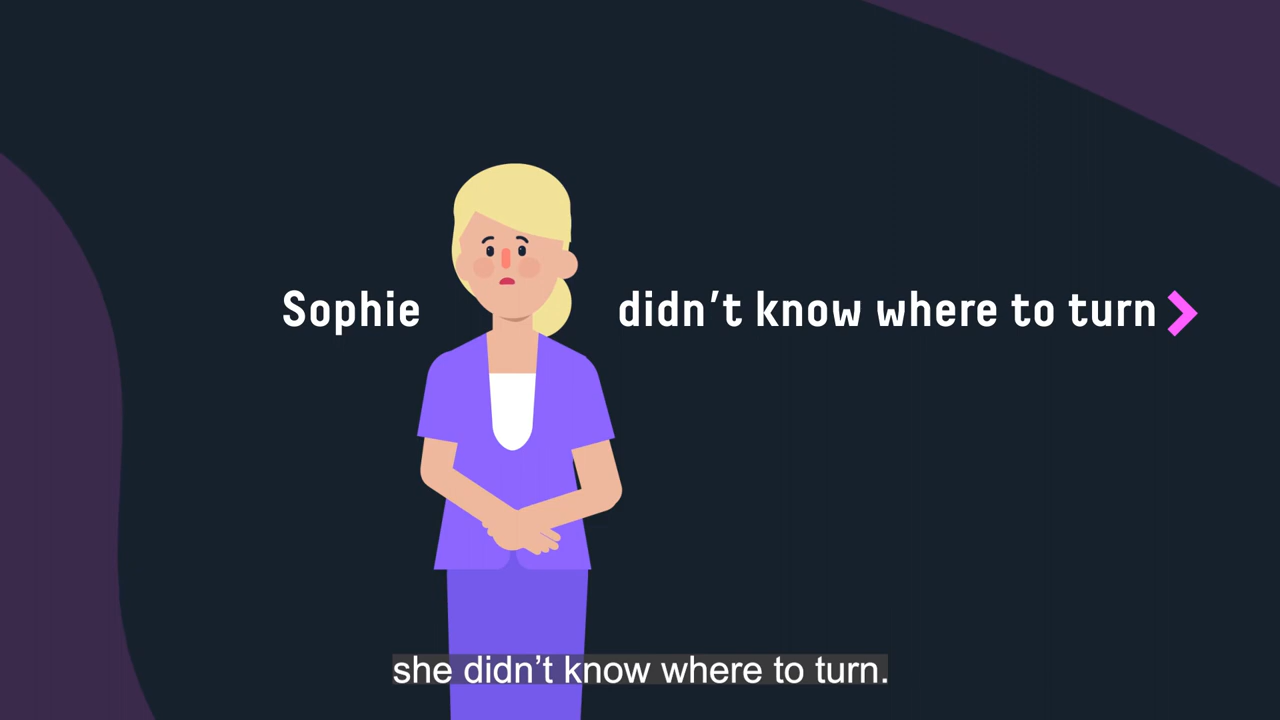 Sophie didn’t know where to turn
she didn’t know where to turn.